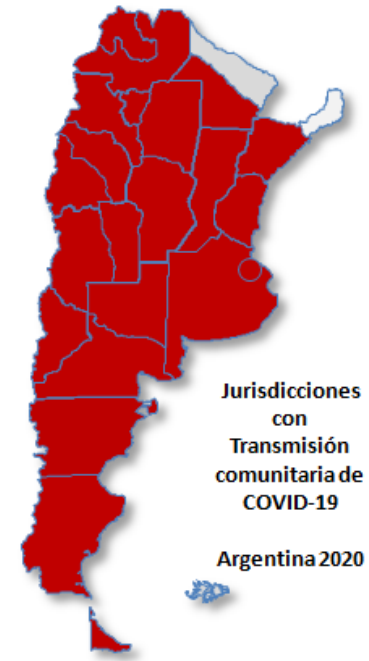 Jurisdicciones
con
Transmisión
comunitaria de
COVID-19
Argentina 2020